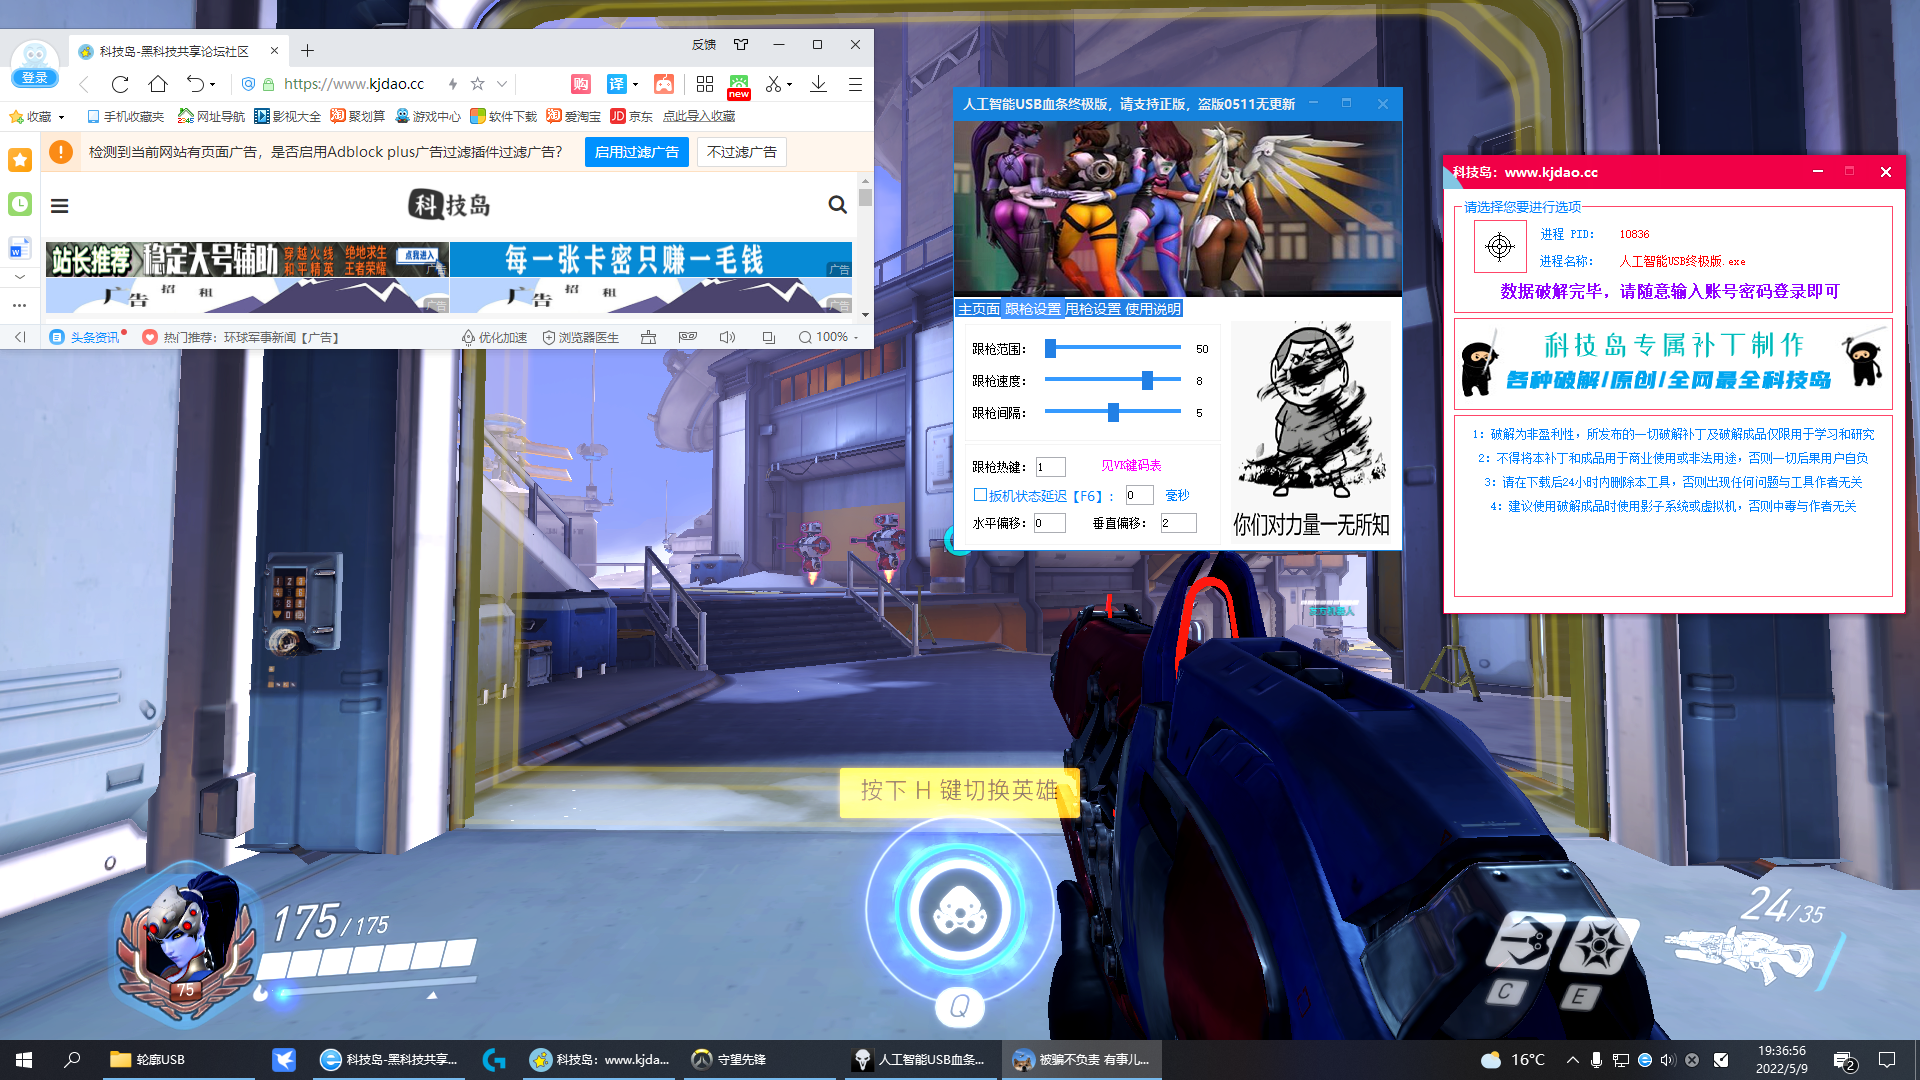 科技岛-黑科技共享论坛社区
反馈
登录
https://www.kjdao.cc
购
译
new
收藏
手机收藏夹
网址导航
影视大全
聚划算
游戏中心
软件下载
爱淘宝
京东
点此导入收藏
检测到当前网站有页面广告，是否启用Adblock plus广告过滤插件过滤广告?
启用过滤广告
不过滤广告
科技岛
站长推荐
稳定大号辅助
穿越火线 绝地求生
和平精英 王者荣耀
点我进入
广告
每一张卡密只赚一毛钱
广告
广告 招 租
广告
广告 招 租
广告
头条资讯
热门推荐：环球军事新闻【广告】
优化加速
浏览器医生
100%
人工智能USB血条终极版，请支持正版，盗版0511无更新
主页面 跟枪设置 甩枪设置 使用说明
跟枪范围：
50
跟枪速度：
8
跟枪间隔：
5
跟枪热键：
1
见VK键码表
扳机状态延迟【F6】：
0
毫秒
水平偏移：
0
垂直偏移：
2
你们对力量一无所知
科技岛：www.kjdao.cc
请选择您要进行选项
进程 PID：
10836
进程名称：
人工智能USB终极版.exe
数据破解完毕，请随意输入账号密码登录即可
科技岛专属补丁制作
各种破解/原创/全网最全科技岛
1：破解为非盈利性，所发布的一切破解补丁及破解成品仅限用于学习和研究
2：不得将本补丁和成品用于商业使用或非法用途，否则一切后果用户自负
3：请在下载后24小时内删除本工具，否则出现任何问题与工具作者无关
4：建议使用破解成品时使用影子系统或虚拟机，否则中毒与作者无关
按下 H 键切换英雄
175/175
75
Q
24/35
C
E
轮廓USB
科技岛-黑科技共享...
科技岛：www.kjda...
守望先锋
人工智能USB血条...
被骗不负责 有事儿...
16°C
19:36:56
2022/5/9
2